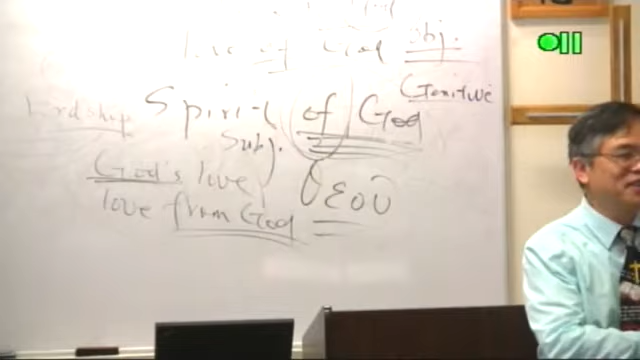 love of God obj.
Genitive
Lordship Spirit of God
Subj.
God's love
θεοῦ
love from God